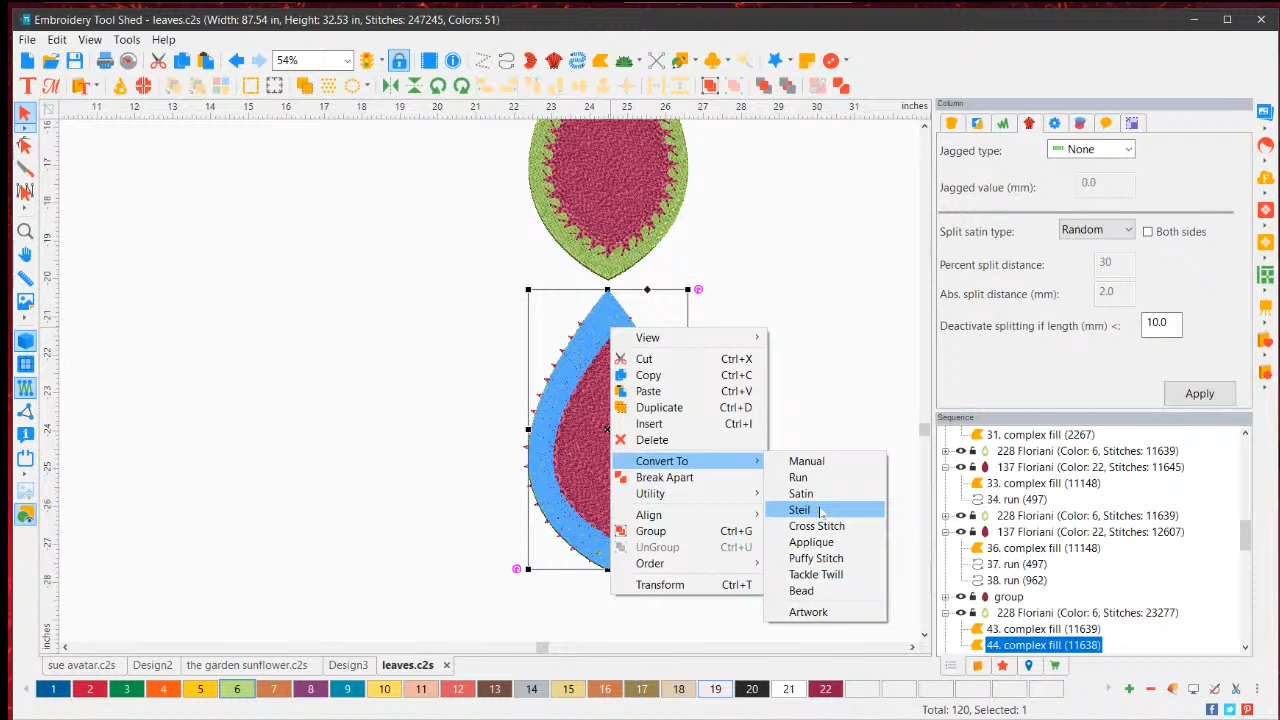 Embroidery Tool Shed - leaves.c2s (Width: 87.54 in, Height: 32.53 in, Stitches: 247245, Colors: 51)
File Edit View Tools Help
54%
11 12 13 14 15 16 17 18 19 20 21 22 23 24 25 26 27 28 29 30 31 inches
Column
Jagged type: None
Jagged value (mm): 0.0
Split satin type: Random Both sides
Percent split distance: 30
Abs. split distance (mm): 2.0
Deactivate splitting if length (mm) <: 10.0
Apply
View
Cut Ctrl+X
Copy Ctrl+C
Paste Ctrl+V
Duplicate Ctrl+D
Insert Ctrl+I
Delete
Convert To
Break Apart
Utility
Align
Group Ctrl+G
UnGroup Ctrl+U
Order
Transform Ctrl+T
Manual
Run
Satin
Steil
Cross Stitch
Applique
Puffy Stitch
Tackle Twill
Bead
Artwork
Sequence
31. complex fill (2267)
228 Floriani (Color: 6, Stitches: 11639)
137 Floriani (Color: 22, Stitches: 11645)
33. complex fill (11148)
34. run (497)
228 Floriani (Color: 6, Stitches: 11639)
137 Floriani (Color: 22, Stitches: 12607)
36. complex fill (11148)
37. run (497)
38. run (962)
group
228 Floriani (Color: 6, Stitches: 23277)
43. complex fill (11639)
44. complex fill (11638)
inches
sue avatar.c2s Design2 the garden sunflower.c2s Design3 leaves.c2s
1 2 3 4 5 6 7 8 9 10 11 12 13 14 15 16 17 18 19 20 21 22
Total: 120, Selected: 1